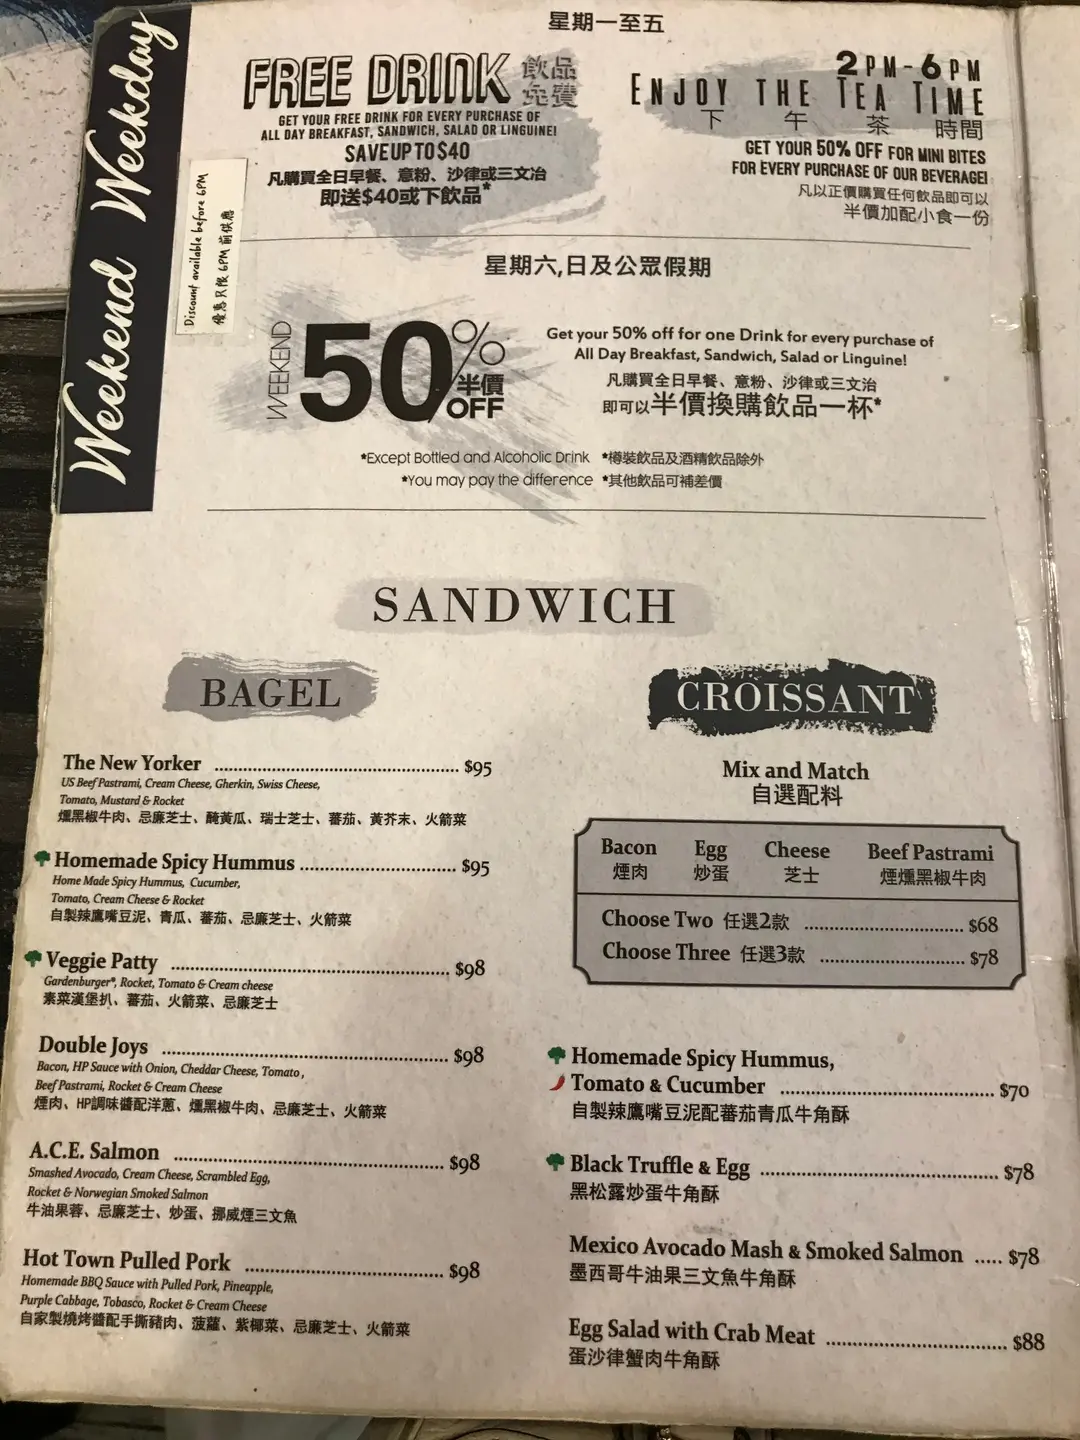 Weekend Weekday
Discount available before 6PM
優惠只限 6PM 前供應
星期一至五
FREE DRINK 飲品免費
GET YOUR FREE DRINK FOR EVERY PURCHASE OF
ALL DAY BREAKFAST, SANDWICH, SALAD OR LINGUINE!
SAVE UP TO $40
凡購買全日早餐、意粉、沙律或三文冶
即送$40或下飲品*
2PM-6PM
ENJOY THE TEA TIME
下午茶時間
GET YOUR 50% OFF FOR MINI BITES
FOR EVERY PURCHASE OF OUR BEVERAGE!
凡以正價購買任何飲品即可以
半價加配小食一份
星期六,日及公眾假期
WEEKEND 50% 半價 OFF
Get your 50% off for one Drink for every purchase of
All Day Breakfast, Sandwich, Salad or Linguine!
凡購買全日早餐、意粉、沙律或三文治
即可以半價換購飲品一杯*
*Except Bottled and Alcoholic Drink *樽裝飲品及酒精飲品除外
*You may pay the difference *其他飲品可補差價
SANDWICH
BAGEL
The New Yorker ........ $95
US Beef Pastrami, Cream Cheese, Gherkin, Swiss Cheese,
Tomato, Mustard & Rocket
燻黑椒牛肉、忌廉芝士、醃黃瓜、瑞士芝士、蕃茄、黃芥末、火箭菜
Homemade Spicy Hummus ........ $95
Home Made Spicy Hummus, Cucumber,
Tomato, Cream Cheese & Rocket
自製辣鷹嘴豆泥、青瓜、蕃茄、忌廉芝士、火箭菜
Veggie Patty ........ $98
Gardenburger®, Rocket, Tomato & Cream cheese
素菜漢堡扒、蕃茄、火箭菜、忌廉芝士
Double Joys ........ $98
Bacon, HP Sauce with Onion, Cheddar Cheese, Tomato,
Beef Pastrami, Rocket & Cream Cheese
煙肉、HP調味醬配洋蔥、燻黑椒牛肉、忌廉芝士、火箭菜
A.C.E. Salmon ........ $98
Smashed Avocado, Cream Cheese, Scrambled Egg,
Rocket & Norwegian Smoked Salmon
牛油果蓉、忌廉芝士、炒蛋、挪威煙三文魚
Hot Town Pulled Pork ........ $98
Homemade BBQ Sauce with Pulled Pork, Pineapple,
Purple Cabbage, Tobasco, Rocket & Cream Cheese
自家製燒烤醬配手撕豬肉、菠蘿、紫椰菜、忌廉芝士、火箭菜
CROISSANT
Mix and Match
自選配料
Bacon Egg Cheese Beef Pastrami
煙肉 炒蛋 芝士 煙燻黑椒牛肉
Choose Two 任選2款 ........ $68
Choose Three 任選3款 ........ $78
Homemade Spicy Hummus,
Tomato & Cucumber ........ $70
自製辣鷹嘴豆泥配蕃茄青瓜牛角酥
Black Truffle & Egg ........ $78
黑松露炒蛋牛角酥
Mexico Avocado Mash & Smoked Salmon ..... $78
墨西哥牛油果三文魚牛角酥
Egg Salad with Crab Meat ........ $88
蛋沙律蟹肉牛角酥